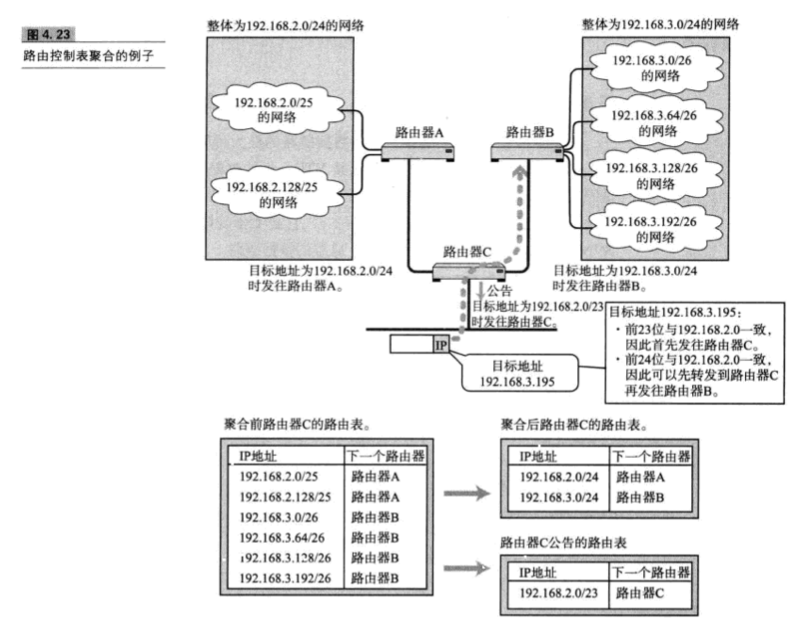 图 4.23
路由控制表聚合的例子
整体为192.168.2.0/24的网络
整体为192.168.3.0/24的网络
192.168.2.0/25
的网络
192.168.2.128/25
的网络
路由器A
路由器B
192.168.3.0/26
的网络
192.168.3.64/26
的网络
192.168.3.128/26
的网络
192.168.3.192/26
的网络
路由器C
目标地址为192.168.2.0/24
时发往路由器A。
目标地址为192.168.3.0/24
时发往路由器B。
公告
目标地址为192.168.2.0/23
时发往路由器C。
IP
目标地址
192.168.3.195
目标地址192.168.3.195：
·前23位与192.168.2.0一致，
因此首先发往路由器C。
·前24位与192.168.2.0一致，
因此可以先转发到路由器C
再发往路由器B。
聚合前路由器C的路由表。
IP地址 下一个路由器
192.168.2.0/25 路由器A
192.168.2.128/25 路由器A
192.168.3.0/26 路由器B
192.168.3.64/26 路由器B
192.168.3.128/26 路由器B
192.168.3.192/26 路由器B
聚合后路由器C的路由表。
IP地址 下一个路由器
192.168.2.0/24 路由器A
192.168.3.0/24 路由器B
路由器C公告的路由表
IP地址 下一个路由器
192.168.2.0/23 路由器C